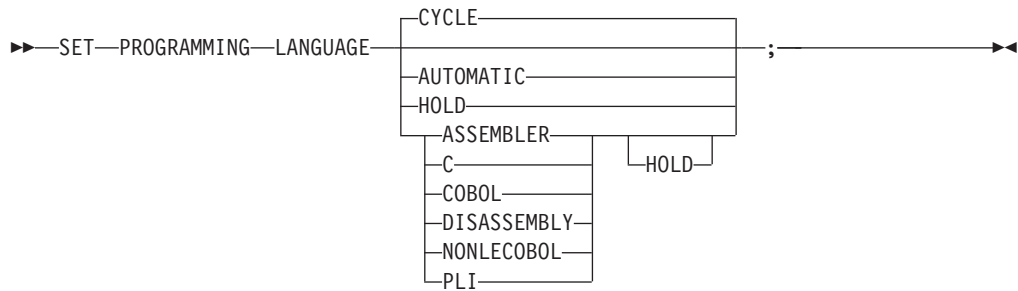 CYCLE
SET PROGRAMMING LANGUAGE ;
AUTOMATIC
HOLD
ASSEMBLER
C HOLD
COBOL
DISASSEMBLY
NONLECOBOL
PLI